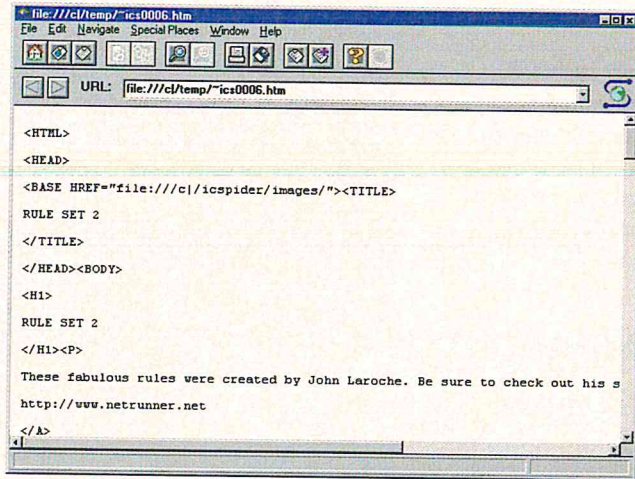 file:///c|/temp/~ics0006.htm
File Edit Navigate Special Places Window Help
URL: file:///c|/temp/~ics0006.htm
<HTML>
<HEAD>
<BASE HREF="file:///c|/icspider/images/"><TITLE>
RULE SET 2
</TITLE>
</HEAD><BODY>
<H1>
RULE SET 2
</H1><P>
These fabulous rules were created by John Laroche. Be sure to check out his s
http://www.netrunner.net
</A>